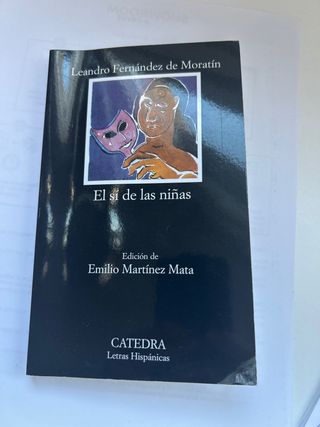 Leandro Fernández de Moratín
El sí de las niñas
Edición de
Emilio Martínez Mata
CATEDRA
Letras Hispánicas